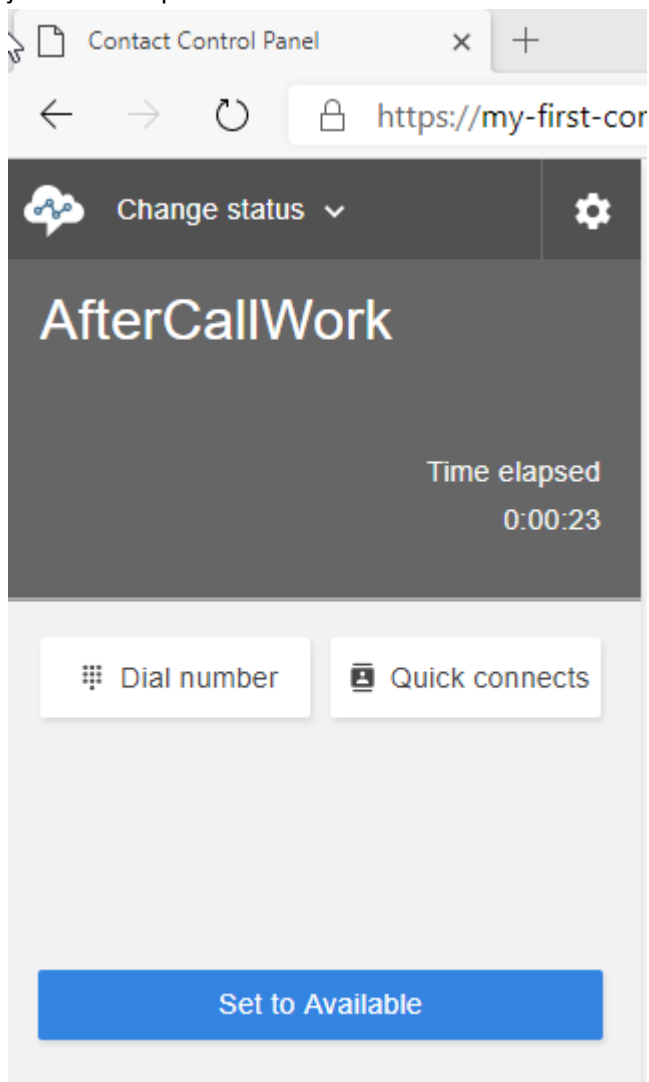 Contact Control Panel
https://my-first-cor
Change status
AfterCallWork
Time elapsed
0:00:23
Dial number
Quick connects
Set to Available